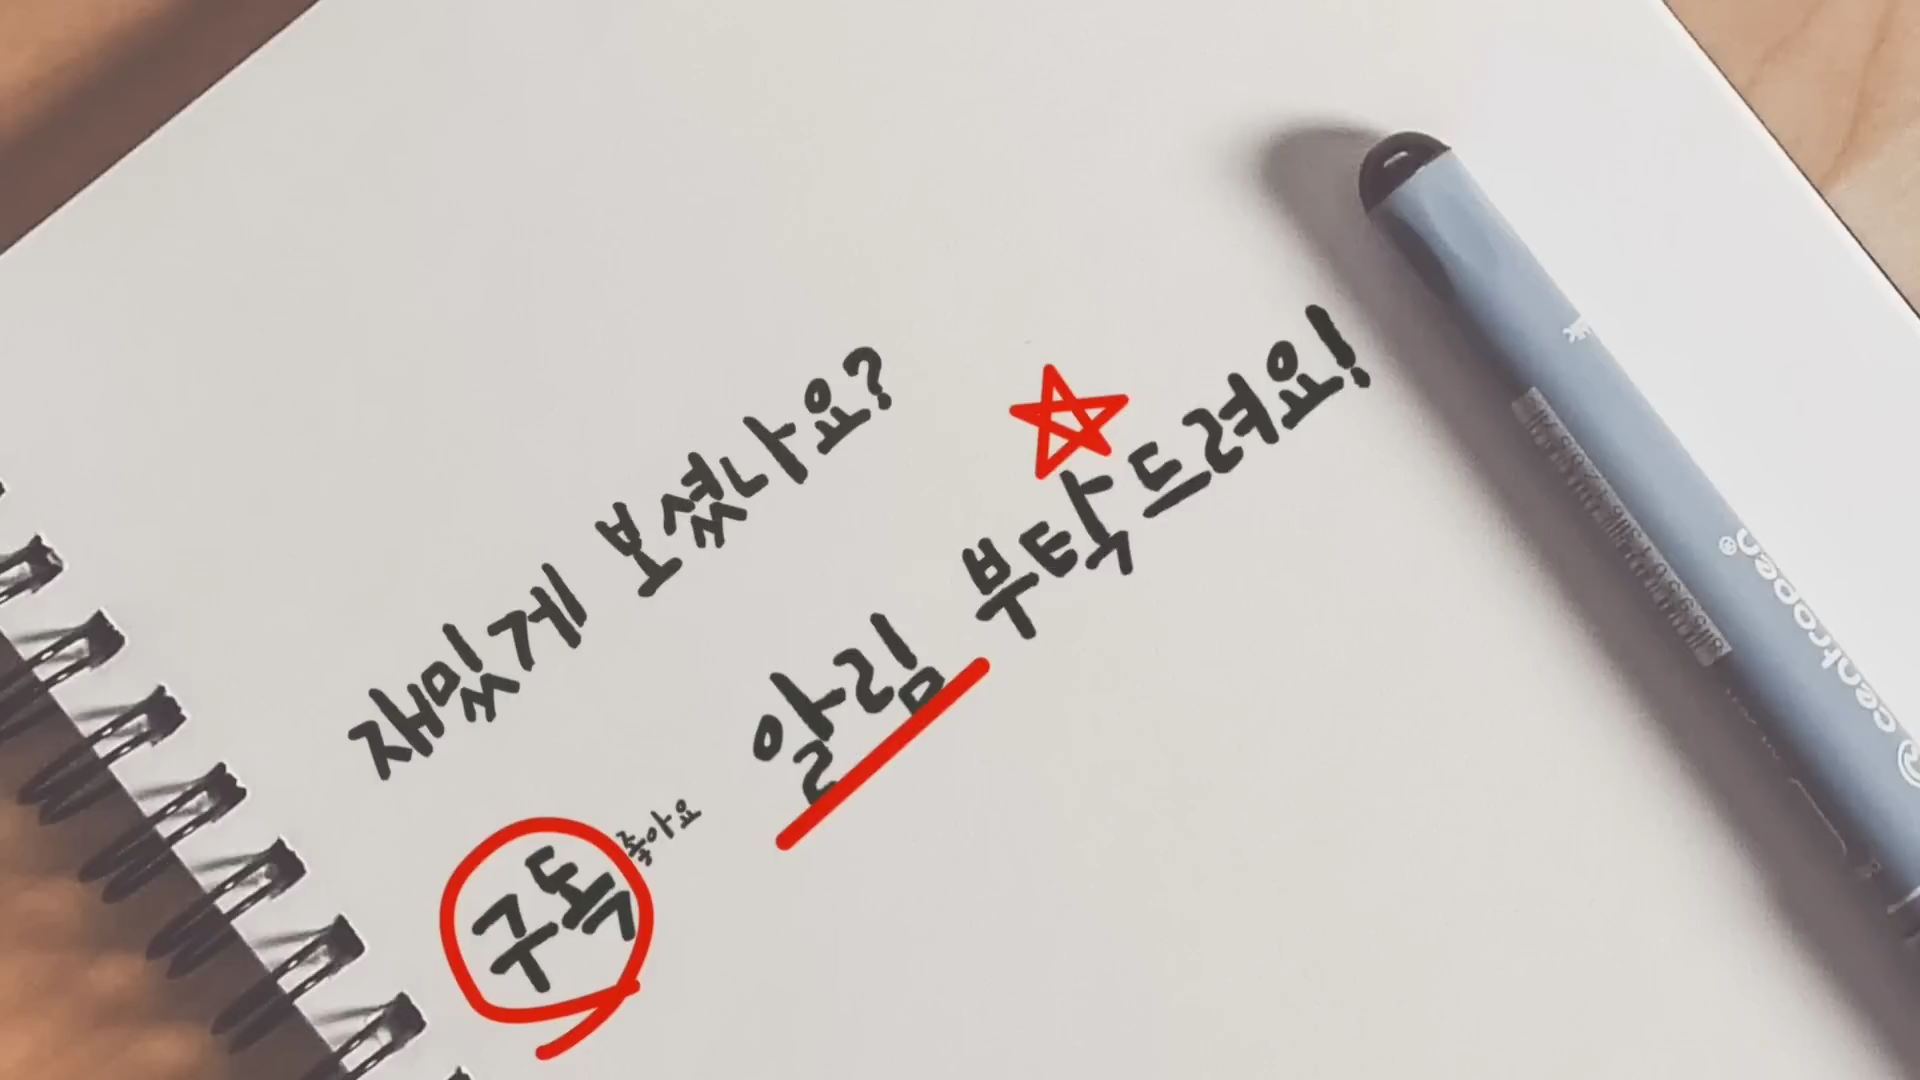 재밌게 보셨나요?
구독 좋아요 알림 부탁드려요!
centropen